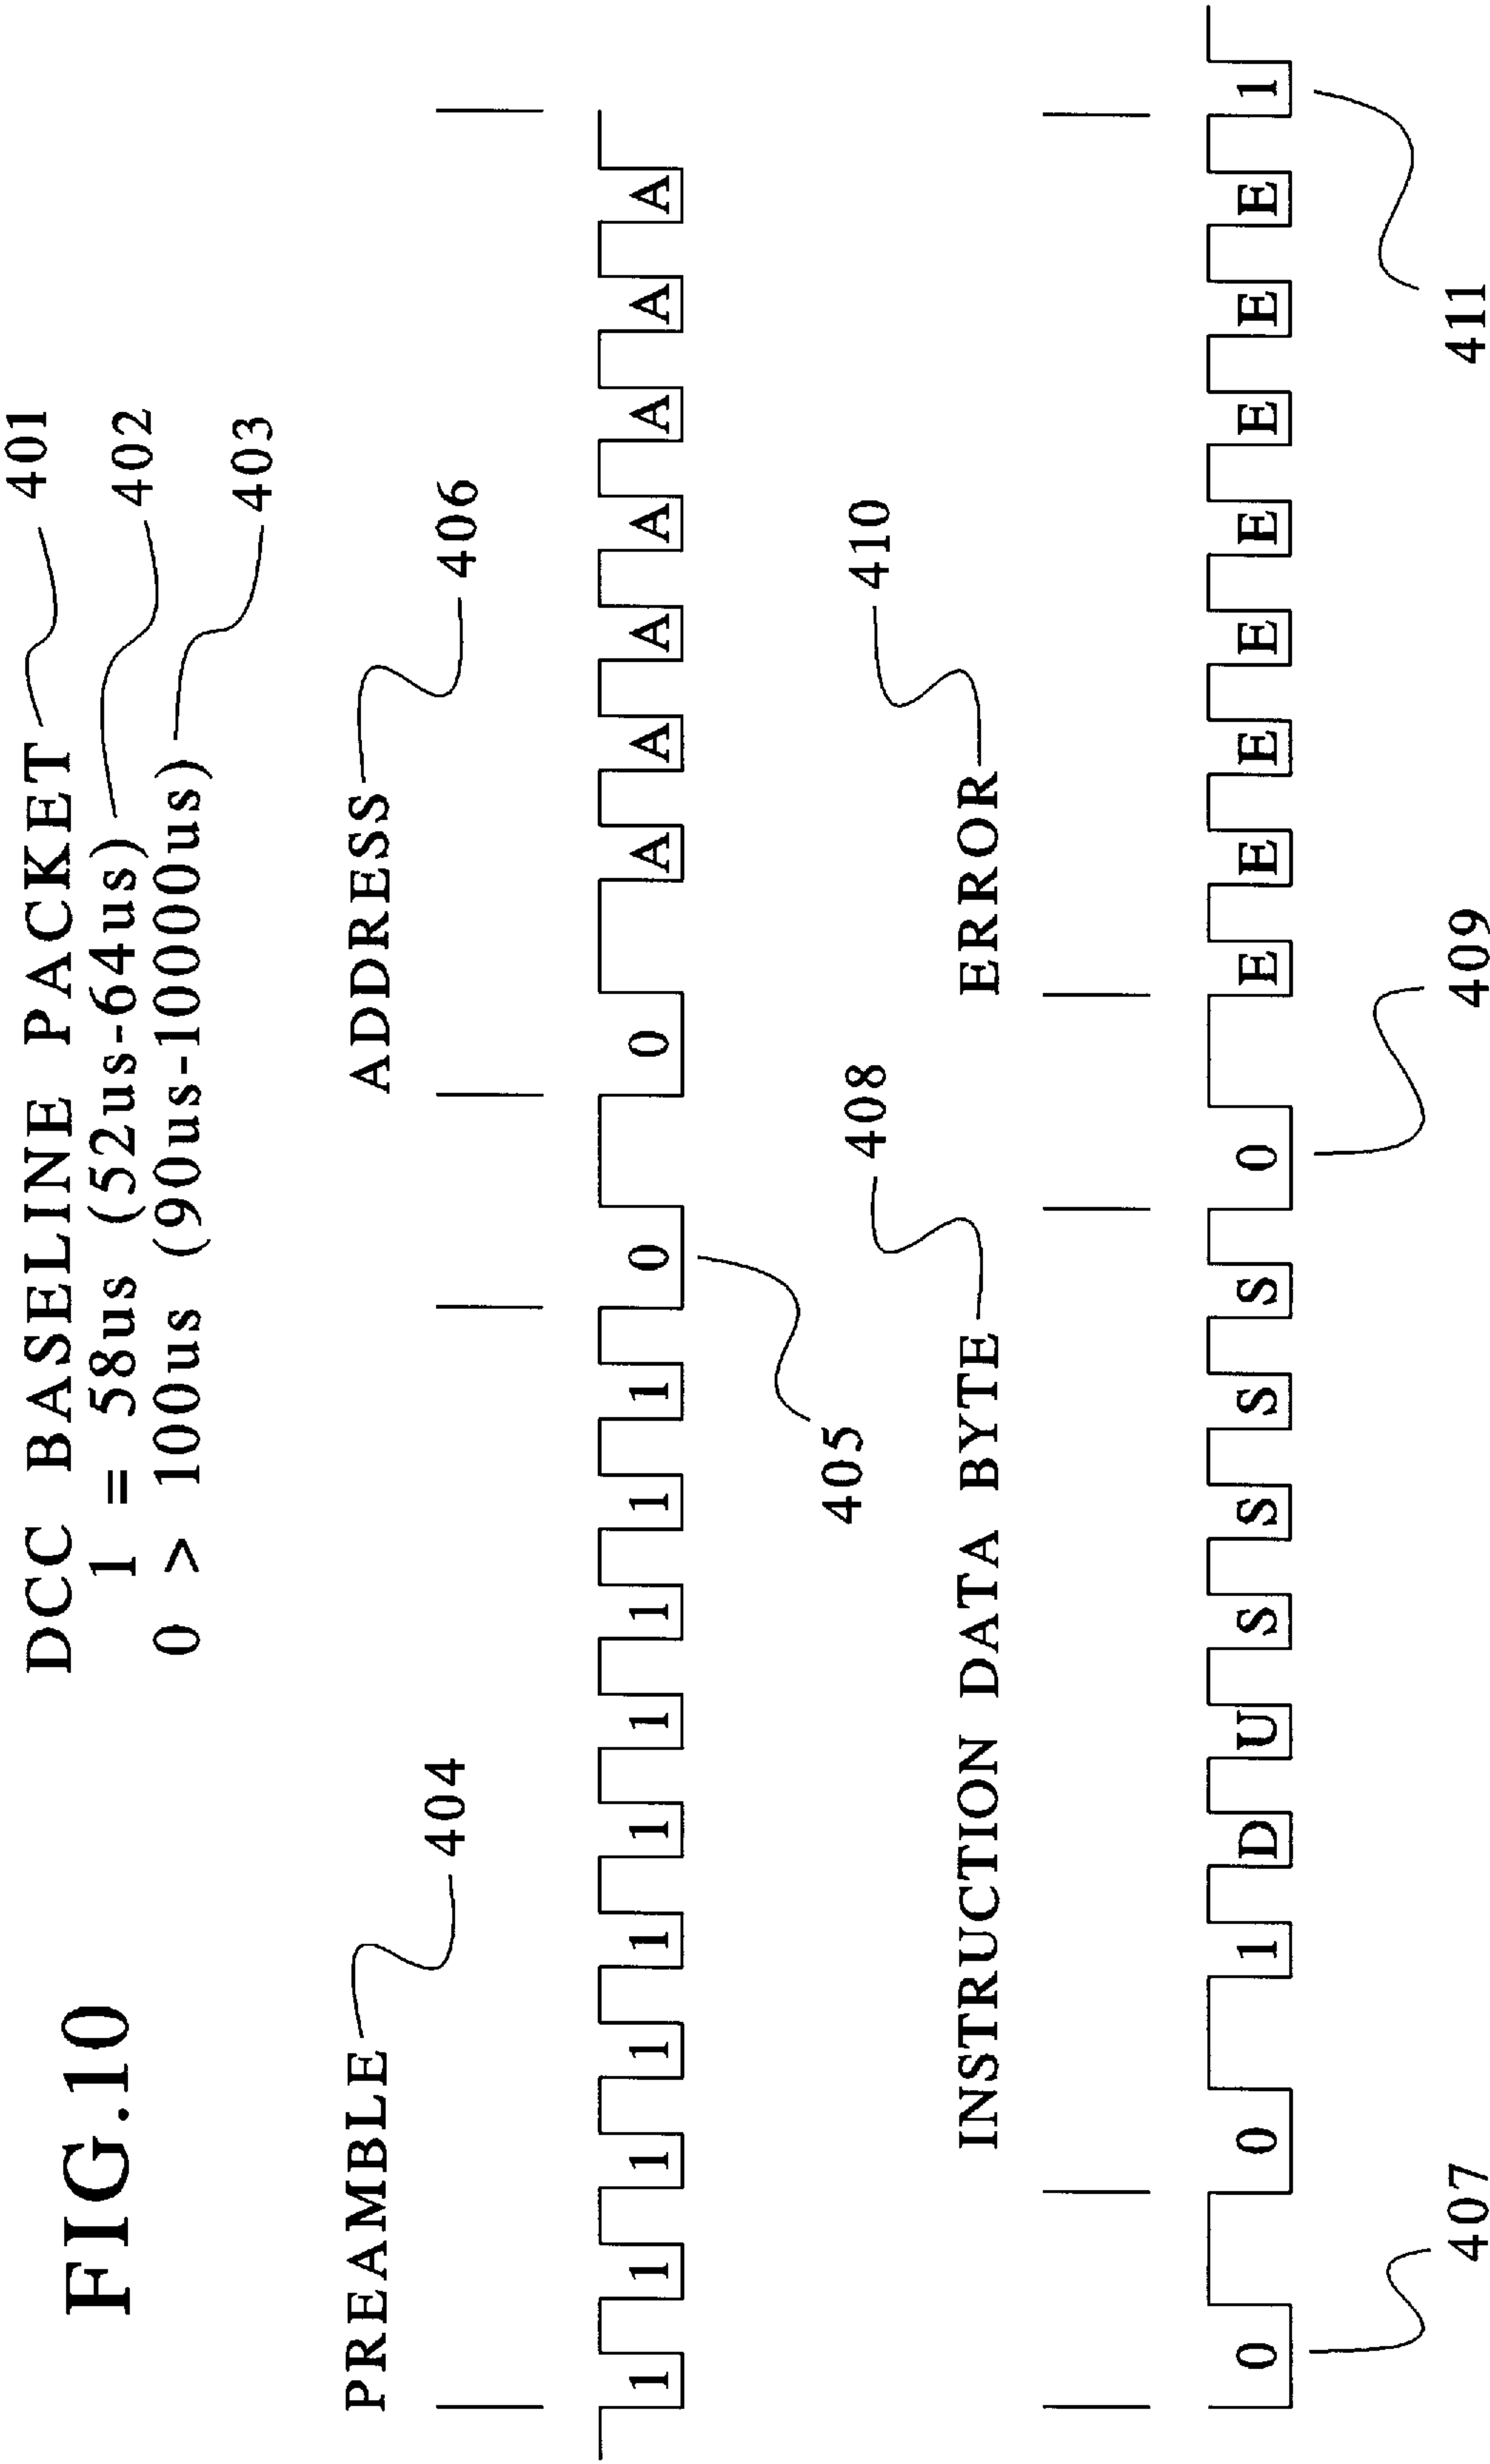 FIG.10
DCC BASELINE PACKET 401
1 = 58us (52us-64us) 402
0 > 100us (90us-10000us) 403
PREAMBLE 404
ADDRESS 406
1 1 1 1 1 1 1 1 1 1 0 0 A A A A A A A
405
INSTRUCTION DATA BYTE 408
ERROR 410
0 0 1 D U S S S S 0 E E E E E E E E 1
407
409
411